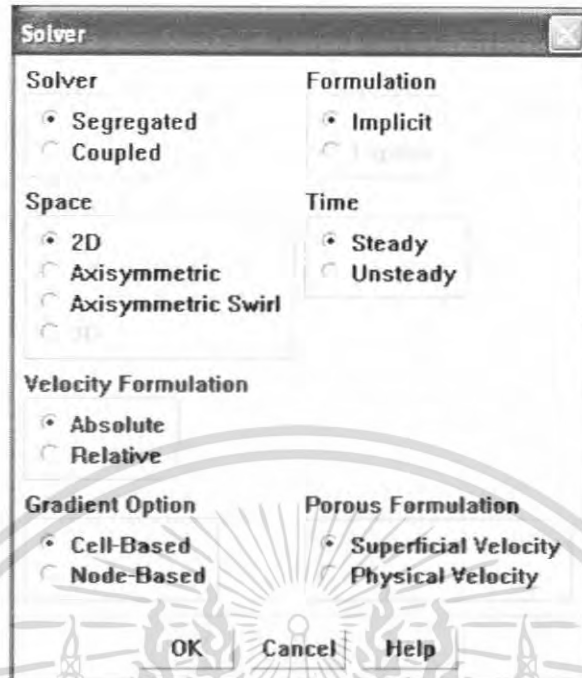 Solver
Solver
Segregated
Coupled
Formulation
Implicit
Space
2D
Axisymmetric
Axisymmetric Swirl
3D
Time
Steady
Unsteady
Velocity Formulation
Absolute
Relative
Gradient Option
Cell-Based
Node-Based
Porous Formulation
Superficial Velocity
Physical Velocity
OK Cancel Help